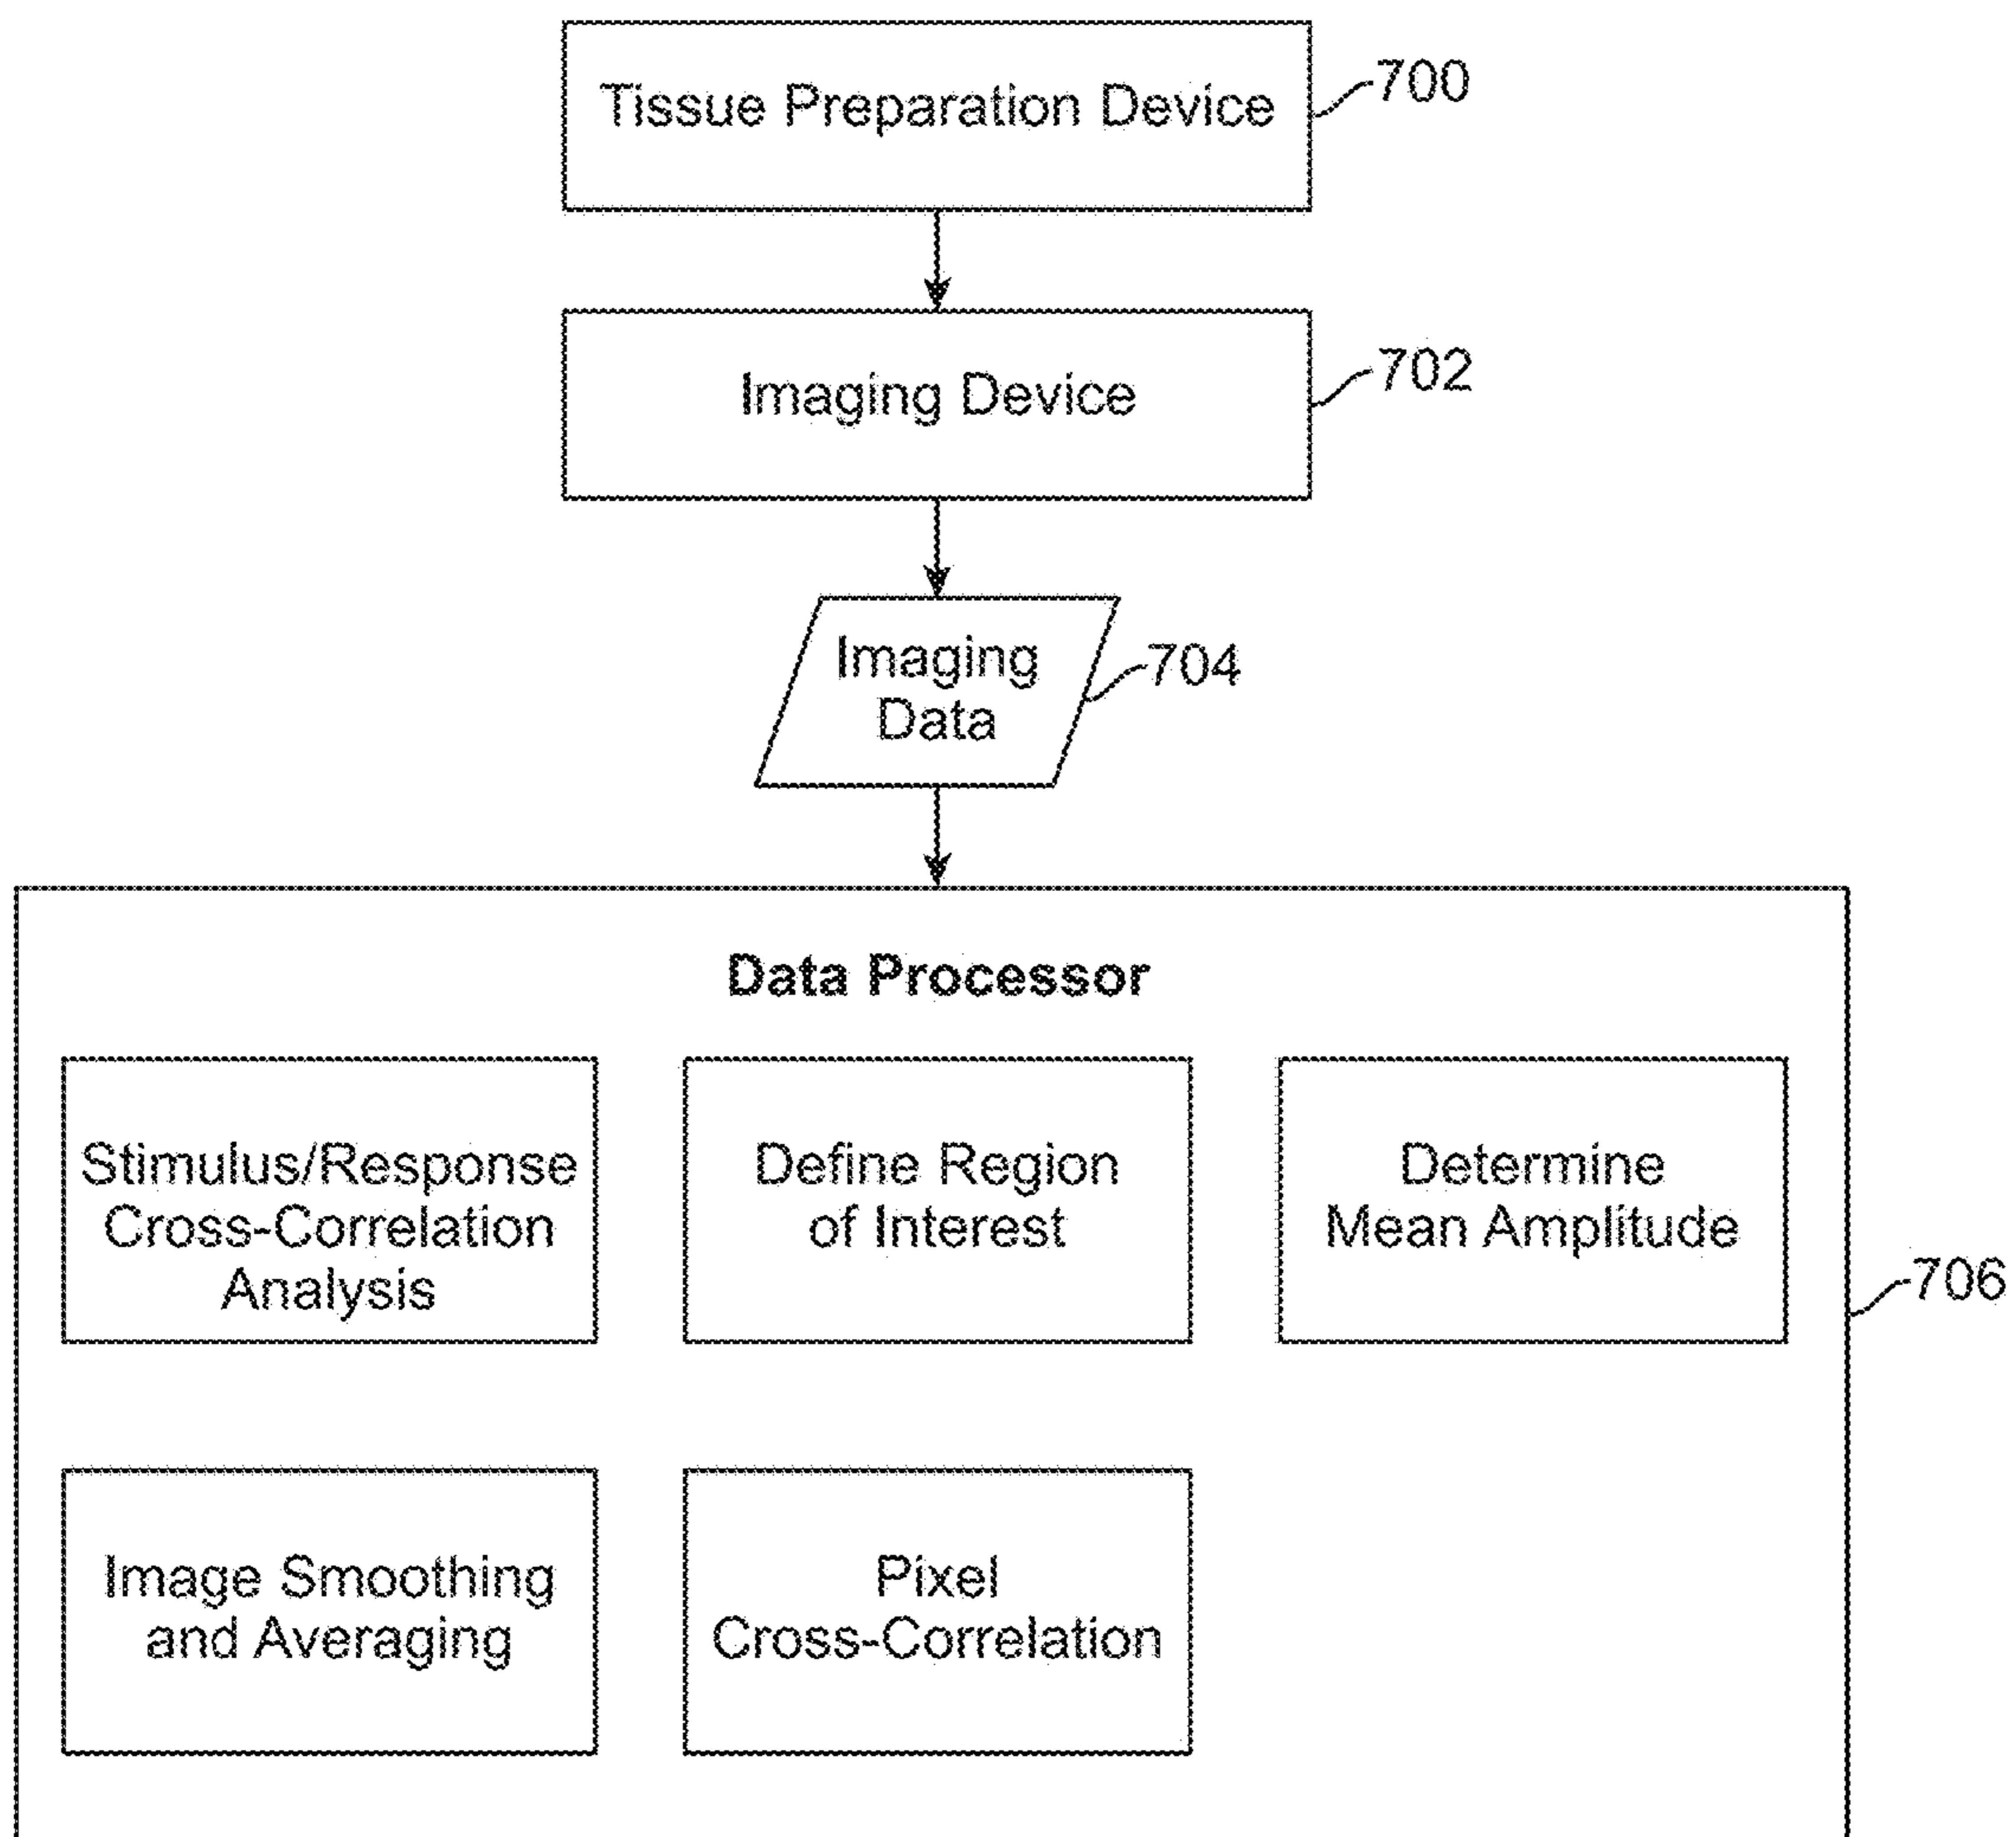 Tissue Preparation Device
700
Imaging Device
702
Imaging
Data
704
Data Processor
Stimulus/Response
Cross-Correlation
Analysis
Define Region
of Interest
Determine
Mean Amplitude
706
Image Smoothing
and Averaging
Pixel
Cross-Correlation